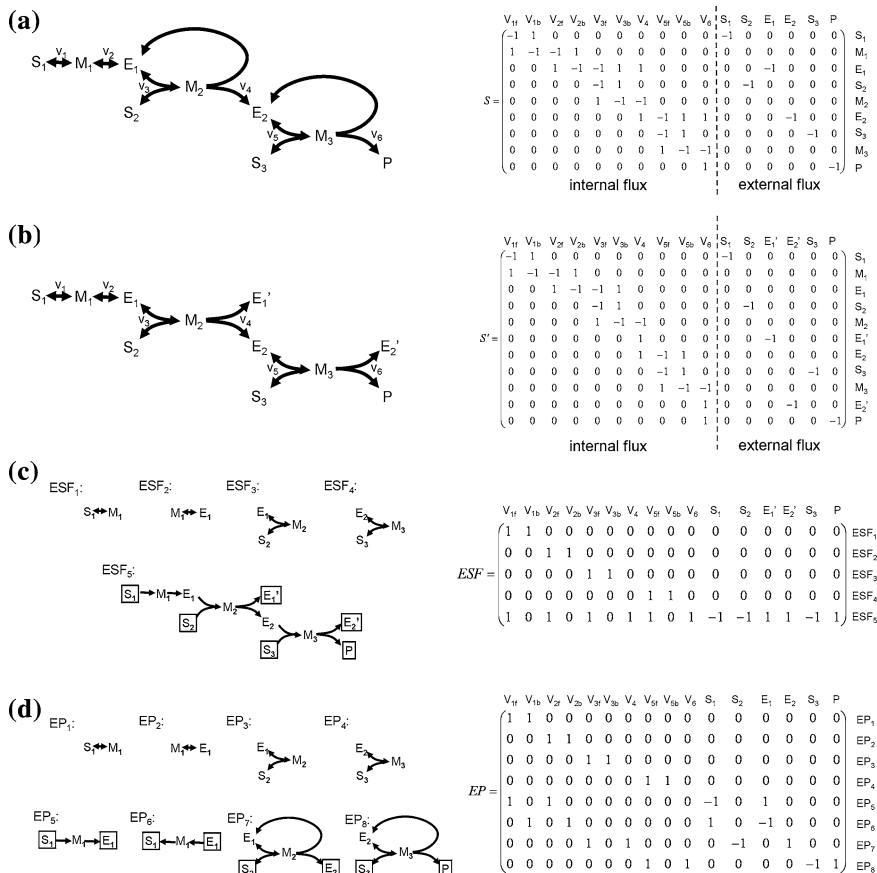 (a)
S₁ v₁ M₁ v₂ E₁
v₃ M₂ v₄
S₂ E₂
v₅ M₃ v₆
S₃ P
V1f V1b V2f V2b V3f V3b V4 V5f V5b V6 S₁ S₂ E₁ E₂ S₃ P
−1 1 0 0 0 0 0 0 0 0 −1 0 0 0 0 0 S₁
1 −1 −1 1 0 0 0 0 0 0 0 0 0 0 0 0 M₁
0 0 1 −1 −1 1 1 0 0 0 0 0 −1 0 0 0 E₁
0 0 0 0 −1 1 0 0 0 0 0 −1 0 0 0 0 S₂
S = 0 0 0 0 1 −1 −1 0 0 0 0 0 0 0 0 0 M₂
0 0 0 0 0 0 1 −1 1 1 0 0 0 −1 0 0 E₂
0 0 0 0 0 0 0 −1 1 0 0 0 0 0 −1 0 S₃
0 0 0 0 0 0 0 1 −1 −1 0 0 0 0 0 0 M₃
0 0 0 0 0 0 0 0 0 1 0 0 0 0 0 −1 P
internal flux external flux
(b)
S₁ v₁ M₁ v₂ E₁ E₁'
v₃ M₂ v₄
S₂ E₂ E₂'
v₅ M₃ v₆
S₃ P
V1f V1b V2f V2b V3f V3b V4 V5f V5b V6 S₁ S₂ E₁' E₂' S₃ P
−1 1 0 0 0 0 0 0 0 0 −1 0 0 0 0 0 S₁
1 −1 −1 1 0 0 0 0 0 0 0 0 0 0 0 0 M₁
0 0 1 −1 −1 1 0 0 0 0 0 0 0 0 0 0 E₁
0 0 0 0 −1 1 0 0 0 0 0 −1 0 0 0 0 S₂
0 0 0 0 1 −1 −1 0 0 0 0 0 0 0 0 0 M₂
S' = 0 0 0 0 0 0 1 0 0 0 0 0 −1 0 0 0 E₁'
0 0 0 0 0 0 1 −1 1 0 0 0 0 0 0 0 E₂
0 0 0 0 0 0 0 −1 1 0 0 0 0 0 −1 0 S₃
0 0 0 0 0 0 0 1 −1 −1 0 0 0 0 0 0 M₃
0 0 0 0 0 0 0 0 0 1 0 0 0 −1 0 0 E₂'
0 0 0 0 0 0 0 0 0 1 0 0 0 0 0 −1 P
internal flux external flux
(c)
ESF₁: ESF₂: ESF₃: ESF₄:
S₁ M₁ M₁ E₁ E₁ S₂ M₂ E₂ S₃ M₃
ESF₅:
S₁ M₁ E₁ E₁'
S₂ M₂ E₂ E₂'
S₃ M₃ P
V1f V1b V2f V2b V3f V3b V4 V5f V5b V6 S₁ S₂ E₁' E₂' S₃ P
1 1 0 0 0 0 0 0 0 0 0 0 0 0 0 0 ESF₁
0 0 1 1 0 0 0 0 0 0 0 0 0 0 0 0 ESF₂
ESF = 0 0 0 0 1 1 0 0 0 0 0 0 0 0 0 0 ESF₃
0 0 0 0 0 0 0 1 1 0 0 0 0 0 0 0 ESF₄
1 0 1 0 1 0 1 1 0 1 −1 −1 1 1 −1 1 ESF₅
(d)
EP₁: EP₂: EP₃: EP₄:
S₁ M₁ M₁ E₁ E₁ S₂ M₂ E₂ S₃ M₃
EP₅: EP₆: EP₇: EP₈:
S₁ M₁ E₁ S₁ M₁ E₁ E₁ M₂ E₂ M₃ P
V1f V1b V2f V2b V3f V3b V4 V5f V5b V6 S₁ S₂ E₁ E₂ S₃ P
1 1 0 0 0 0 0 0 0 0 0 0 0 0 0 0 EP₁
0 0 1 1 0 0 0 0 0 0 0 0 0 0 0 0 EP₂
0 0 0 0 1 1 0 0 0 0 0 0 0 0 0 0 EP₃
EP = 0 0 0 0 0 0 0 1 1 0 0 0 0 0 0 0 EP₄
1 0 1 0 0 0 0 0 0 0 −1 0 1 0 0 0 EP₅
0 1 0 1 0 0 0 0 0 0 1 0 −1 0 0 0 EP₆
0 0 0 0 1 0 1 0 0 0 0 −1 0 1 0 0 EP₇
0 0 0 0 0 0 0 1 0 1 0 0 0 0 −1 1 EP₈